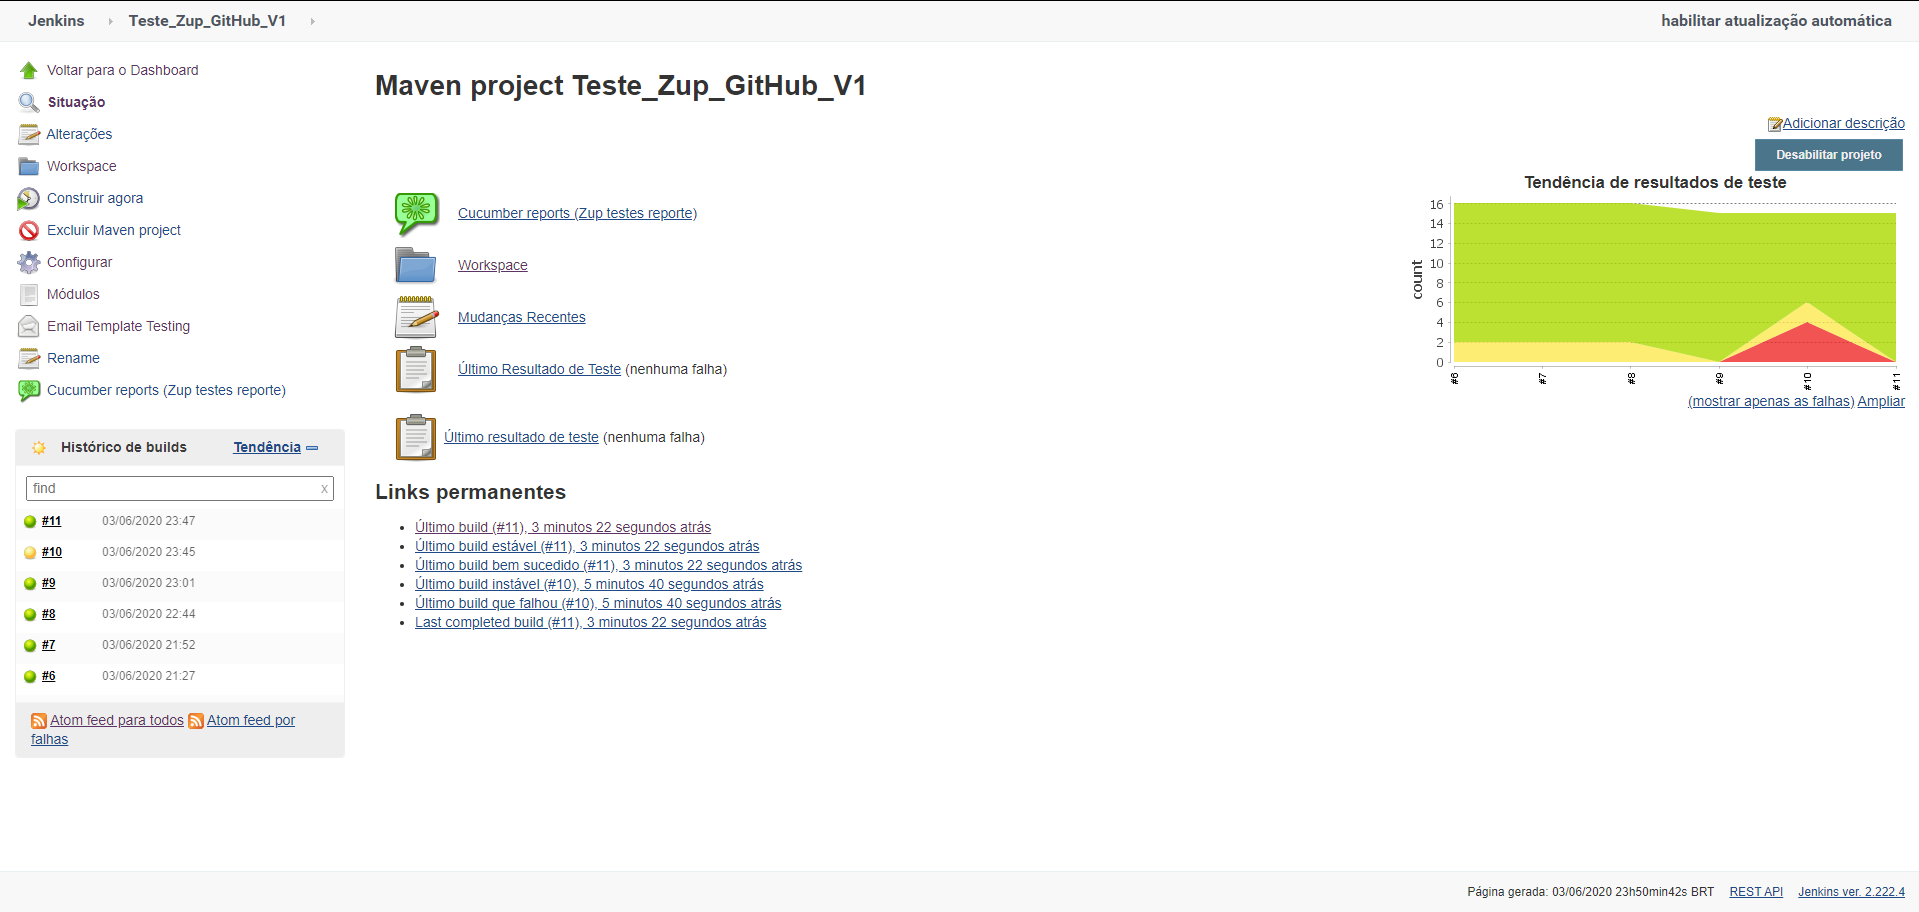 Jenkins Teste_Zup_GitHub_V1 habilitar atualização automática
Voltar para o Dashboard
Situação
Alterações
Workspace
Construir agora
Excluir Maven project
Configurar
Módulos
Email Template Testing
Rename
Cucumber reports (Zup testes reporte)
Histórico de builds Tendência
find x
#11 03/06/2020 23:47
#10 03/06/2020 23:45
#9 03/06/2020 23:01
#8 03/06/2020 22:44
#7 03/06/2020 21:52
#6 03/06/2020 21:27
Atom feed para todos Atom feed por
falhas
Maven project Teste_Zup_GitHub_V1
Adicionar descrição
Desabilitar projeto
Cucumber reports (Zup testes reporte)
Workspace
Mudanças Recentes
Último Resultado de Teste (nenhuma falha)
Último resultado de teste (nenhuma falha)
Tendência de resultados de teste
count
16
14
12
10
8
6
4
2
0
#6 #7 #8 #9 #10 #11
(mostrar apenas as falhas) Ampliar
Links permanentes
Último build (#11), 3 minutos 22 segundos atrás
Último build estável (#11), 3 minutos 22 segundos atrás
Último build bem sucedido (#11), 3 minutos 22 segundos atrás
Último build instável (#10), 5 minutos 40 segundos atrás
Último build que falhou (#10), 5 minutos 40 segundos atrás
Last completed build (#11), 3 minutos 22 segundos atrás
Página gerada: 03/06/2020 23h50min42s BRT REST API Jenkins ver. 2.222.4